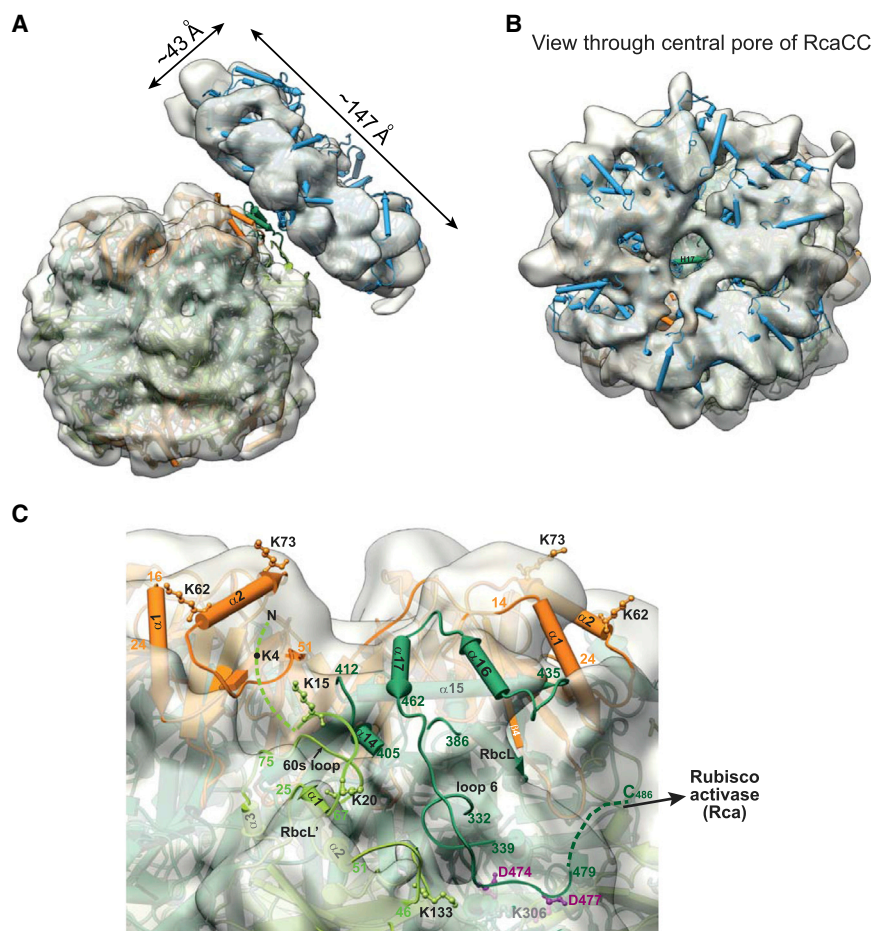 A
~43 Å
~147 Å
B
View through central pore of RcaCC
H17
C
K73
K73
16
K62
α2
α1
N
24
K4
51
14
α2
K62
α1
24
412
α17
α16
K15
α15
435
462
α14
405
386
β4
75
60s loop
RbcL
C486
Rubisco
activase
(Rca)
25
α1
K20
loop 6
332
67
α3
RbcL'
α2
339
51
479
D474
46
K133
K306
D477